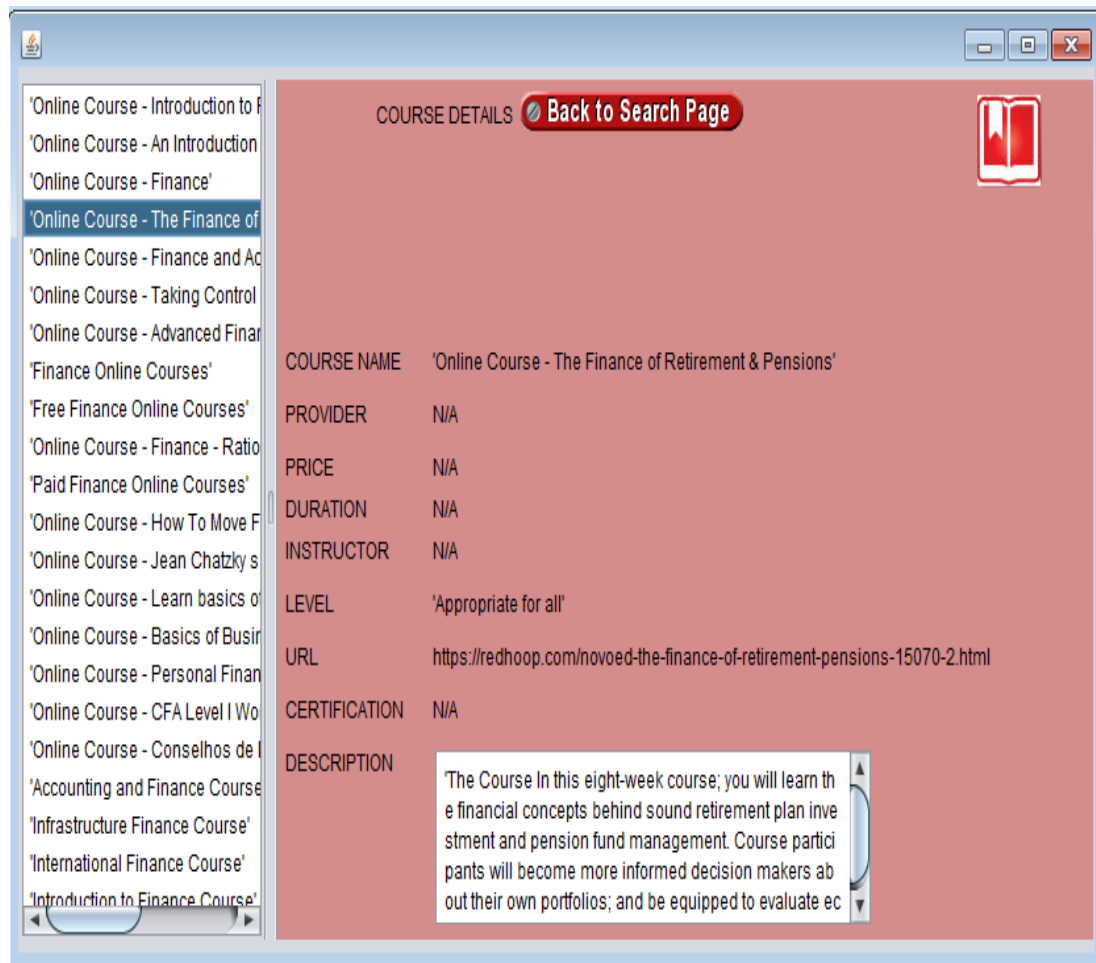 'Online Course - Introduction to F
'Online Course - An Introduction
'Online Course - Finance'
'Online Course - The Finance of
'Online Course - Finance and Ac
'Online Course - Taking Control
'Online Course - Advanced Finan
'Finance Online Courses'
'Free Finance Online Courses'
'Online Course - Finance - Ratio
'Paid Finance Online Courses'
'Online Course - How To Move F
'Online Course - Jean Chatzky s
'Online Course - Learn basics of
'Online Course - Basics of Busin
'Online Course - Personal Finan
'Online Course - CFA Level I Wo
'Online Course - Conselhos de I
'Accounting and Finance Course
'Infrastructure Finance Course'
'International Finance Course'
'Introduction to Finance Course'
COURSE DETAILS Back to Search Page
COURSE NAME 'Online Course - The Finance of Retirement & Pensions'
PROVIDER N/A
PRICE N/A
DURATION N/A
INSTRUCTOR N/A
LEVEL 'Appropriate for all'
URL https://redhoop.com/novoed-the-finance-of-retirement-pensions-15070-2.html
CERTIFICATION N/A
DESCRIPTION
'The Course In this eight-week course; you will learn th
e financial concepts behind sound retirement plan inve
stment and pension fund management. Course partici
pants will become more informed decision makers ab
out their own portfolios; and be equipped to evaluate ec